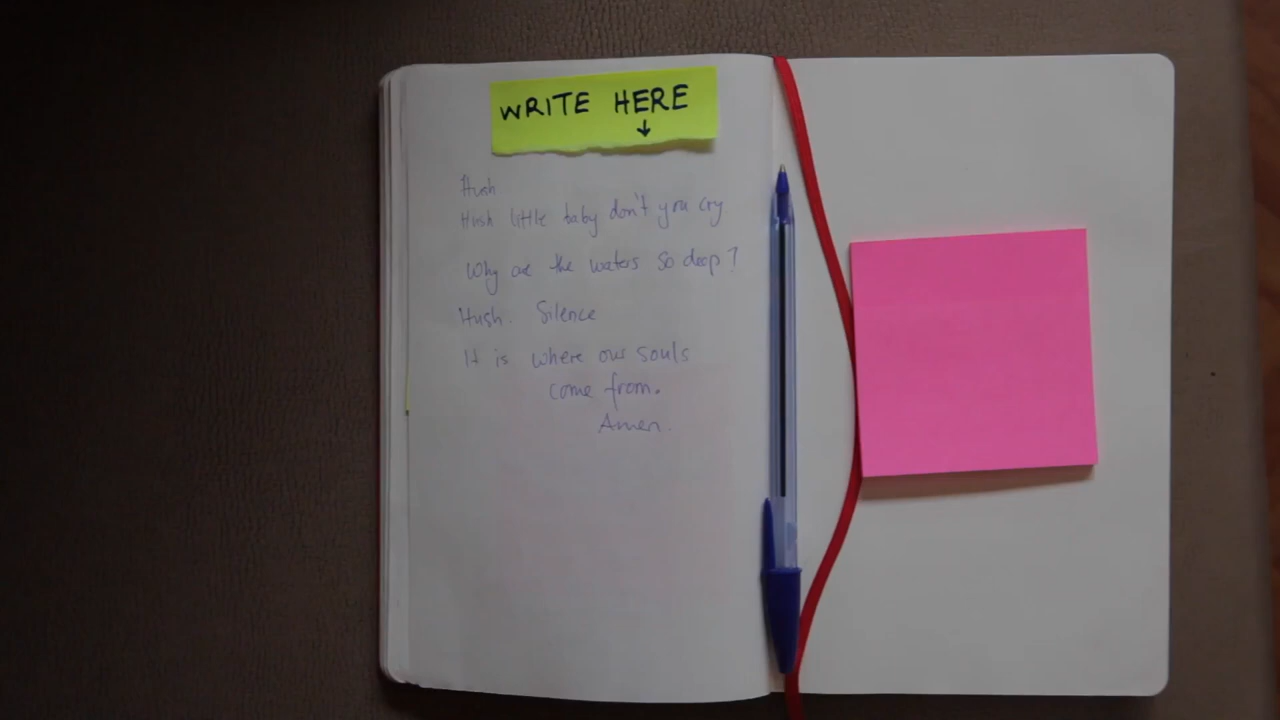 WRITE HERE
↓
Hush
Hush little baby don't you cry
Why are the waters so deep?
Hush. Silence
It is where our souls
come from.
Amen.